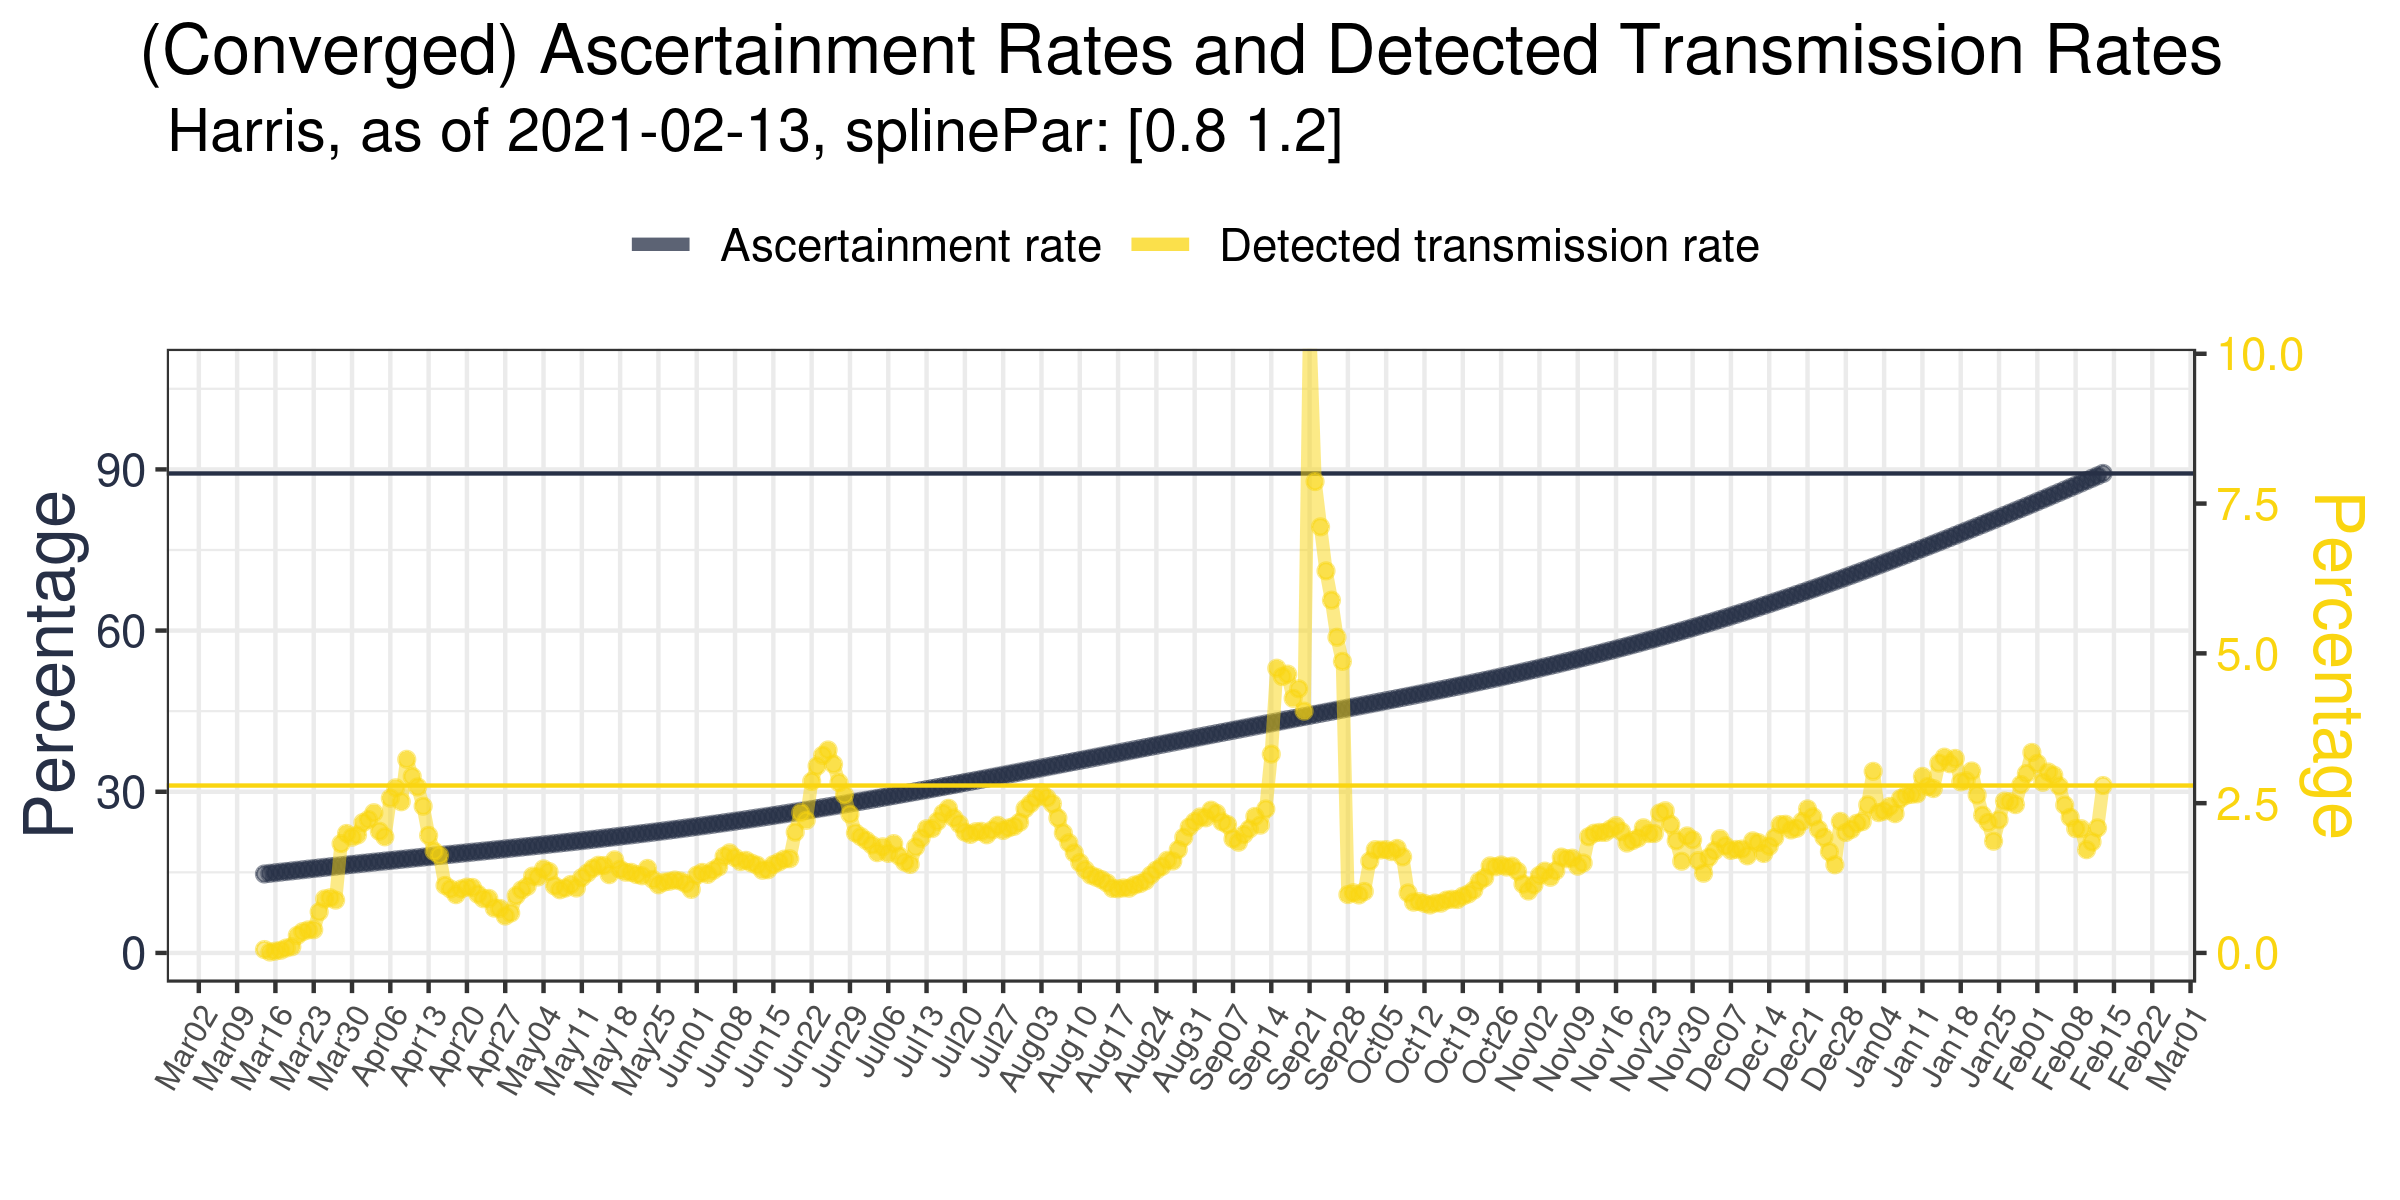 (Converged) Ascertainment Rates and Detected Transmission Rates
Harris, as of 2021-02-13, splinePar: [0.8 1.2]
Ascertainment rate
Detected transmission rate
Percentage
90
60
30
0
10.0
7.5
5.0
2.5
0.0
Percentage
Mar02
Mar09
Mar16
Mar23
Mar30
Apr06
Apr13
Apr20
Apr27
May04
May11
May18
May25
Jun01
Jun08
Jun15
Jun22
Jun29
Jul06
Jul13
Jul20
Jul27
Aug03
Aug10
Aug17
Aug24
Aug31
Sep07
Sep14
Sep21
Sep28
Oct05
Oct12
Oct19
Oct26
Nov02
Nov09
Nov16
Nov23
Nov30
Dec07
Dec14
Dec21
Dec28
Jan04
Jan11
Jan18
Jan25
Feb01
Feb08
Feb15
Feb22
Mar01